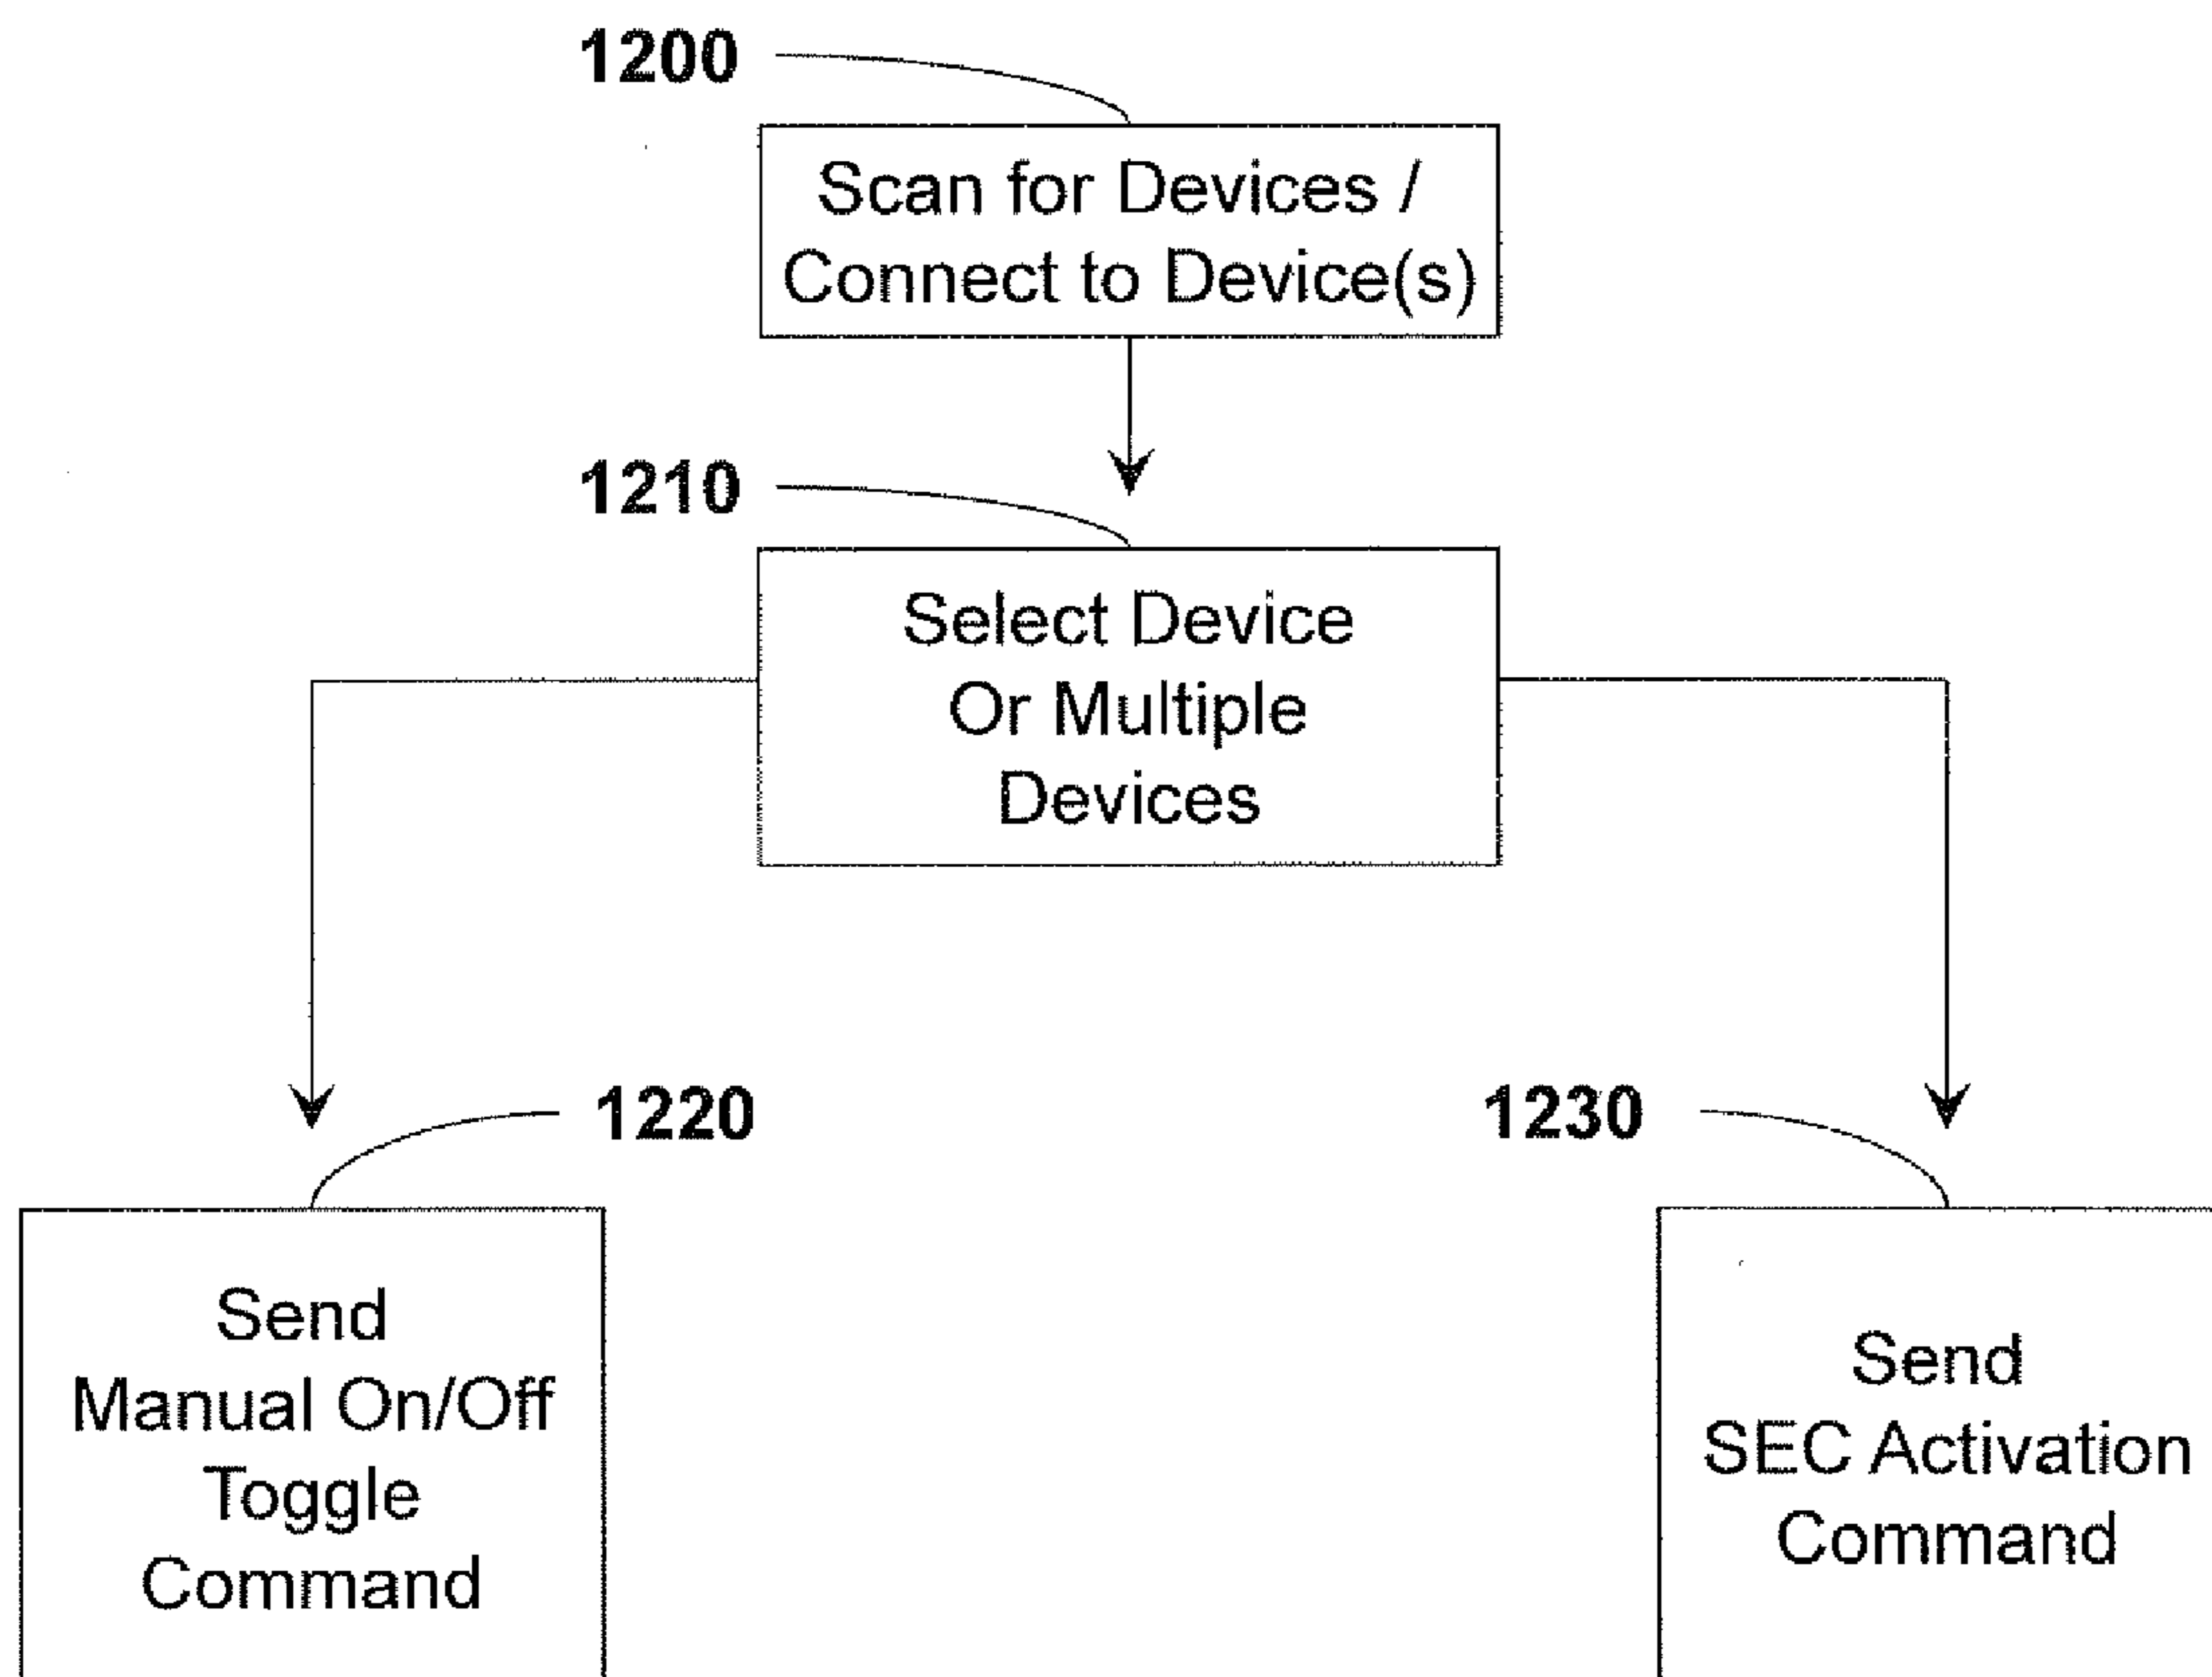 1200
Scan for Devices /
Connect to Device(s)
1210
Select Device
Or Multiple
Devices
1220
1230
Send
Manual On/Off
Toggle
Command
Send
SEC Activation
Command